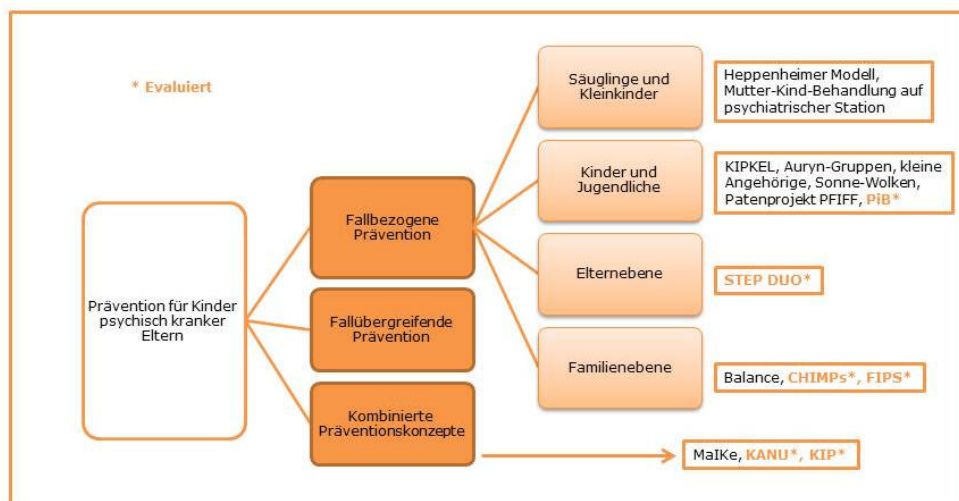 * Evaluiert
Prävention für Kinder
psychisch kranker
Eltern
Fallbezogene
Prävention
Fallübergreifende
Prävention
Kombinierte
Präventionskonzepte
Säuglinge und
Kleinkinder
Heppenheimer Modell,
Mutter-Kind-Behandlung auf
psychiatrischer Station
Kinder und
Jugendliche
KIPKEL, Auryn-Gruppen, kleine
Angehörige, Sonne-Wolken,
Patenprojekt PFIFF, PiB*
Elternebene
STEP DUO*
Familienebene
Balance, CHIMPs*, FIPS*
MaIKe, KANU*, KIP*